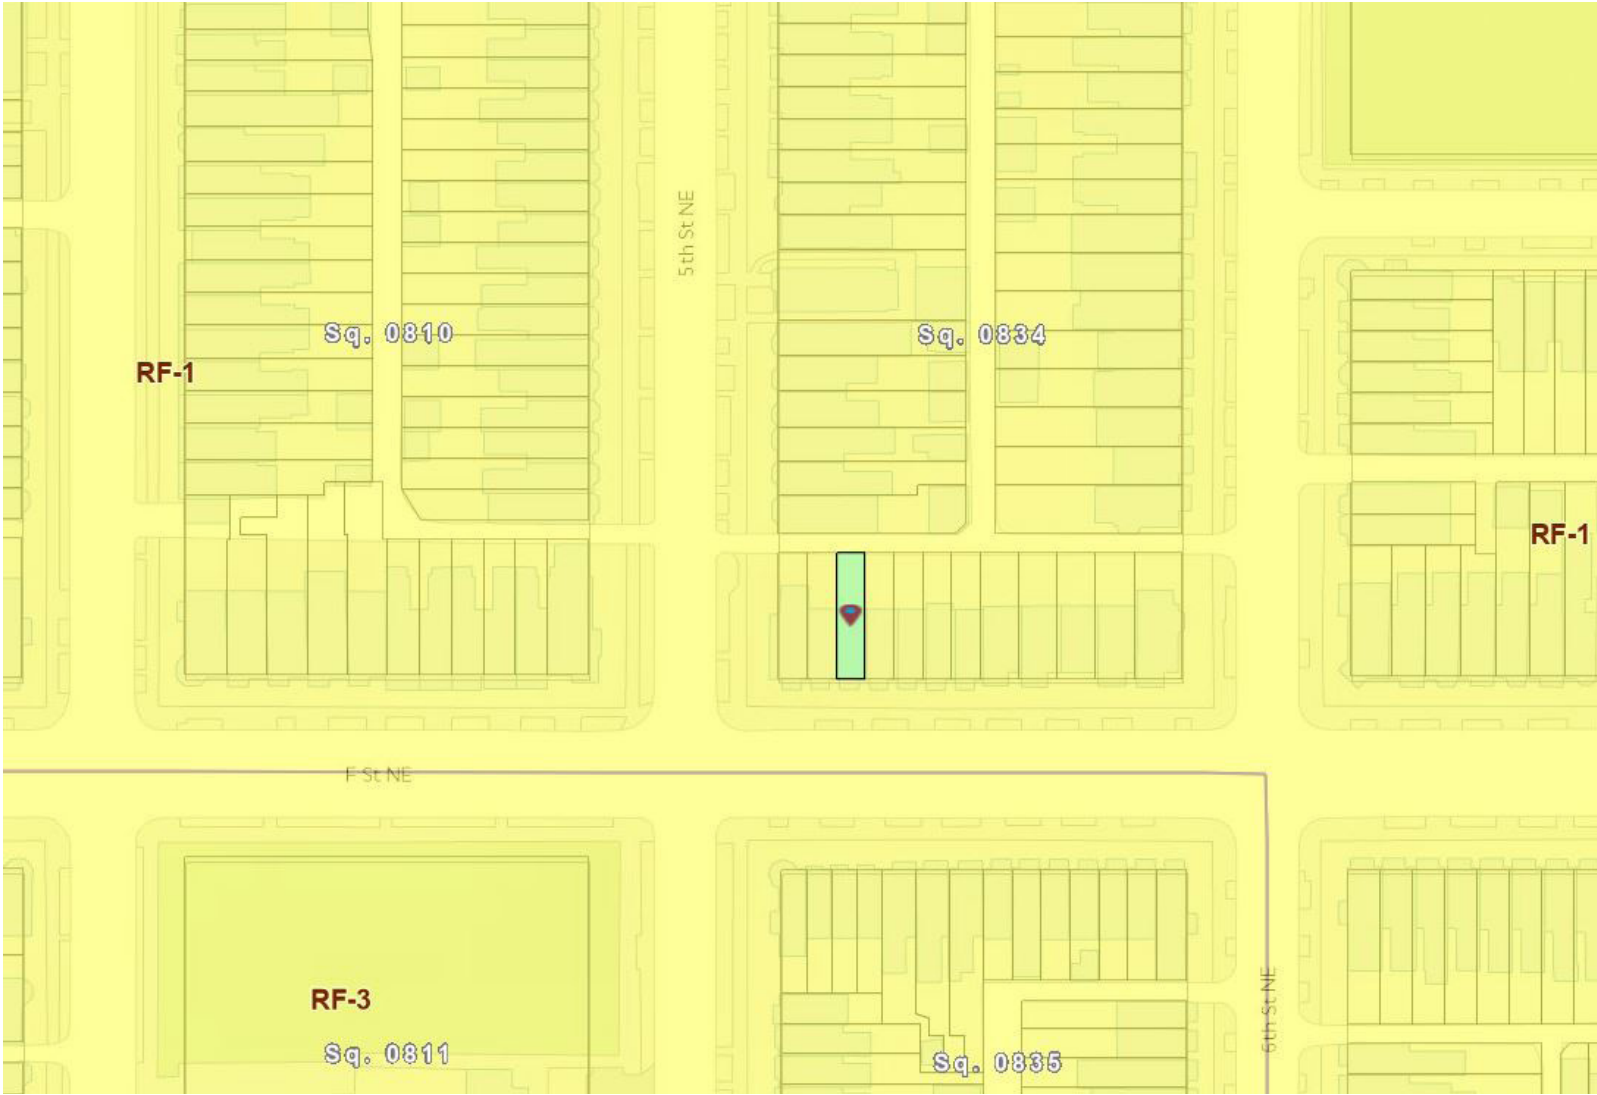 5th St NE
Sq. 0810
Sq. 0834
RF-1
RF-1
F St NE
RF-3
Sq. 0811
Sq. 0835
6th St NE